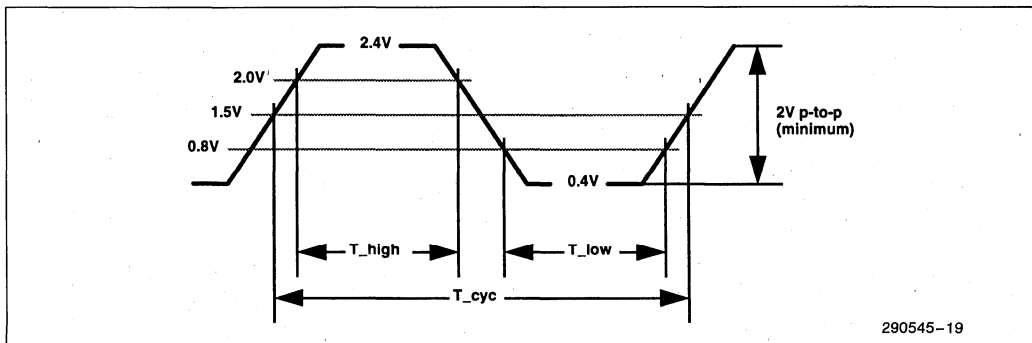 2.4V
2.0V
1.5V
0.8V
2V p-to-p
(minimum)
0.4V
T_high
T_low
T_cyc
290545-19